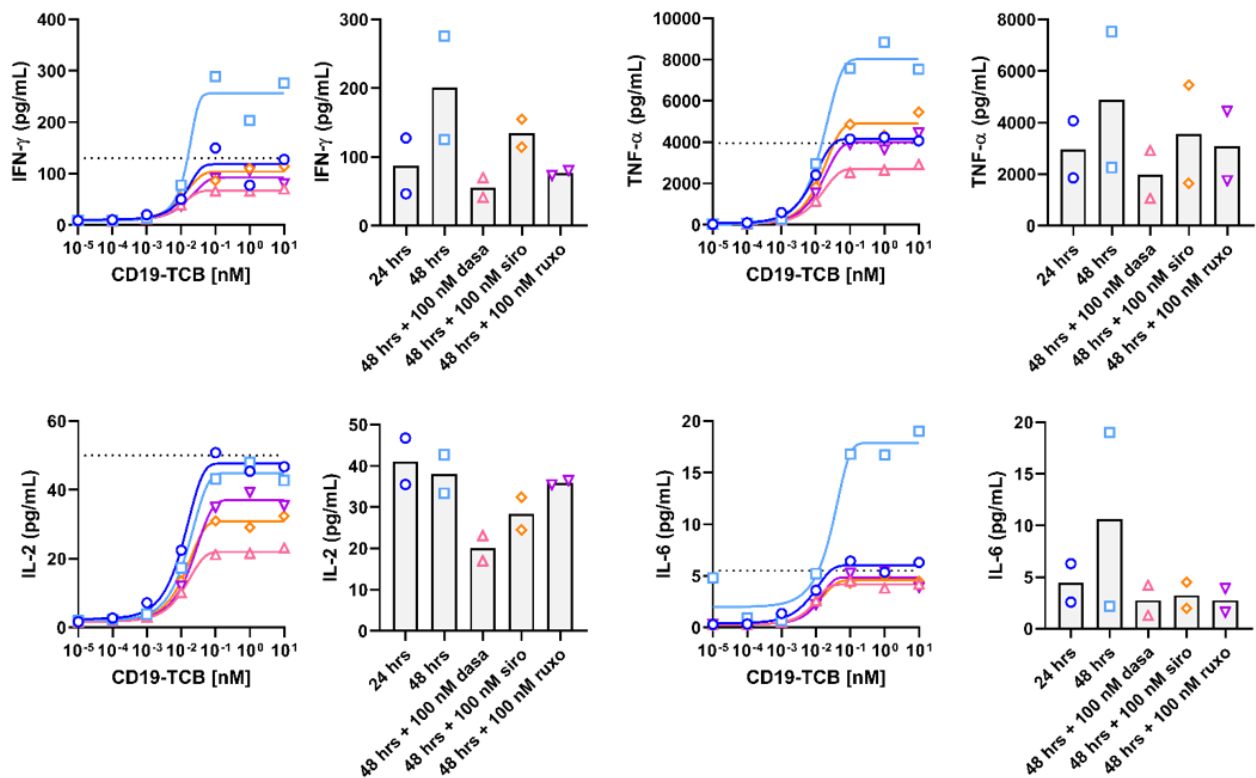 IFN-γ (pg/mL)
400
300
200
100
0
10-5 10-4 10-3 10-2 10-1 100 101
CD19-TCB [nM]
IFN-γ (pg/mL)
300
200
100
0
24 hrs
48 hrs
48 hrs + 100 nM dasa
48 hrs + 100 nM siro
48 hrs + 100 nM ruxo
TNF-α (pg/mL)
10000
8000
6000
4000
2000
0
10-5 10-4 10-3 10-2 10-1 100 101
CD19-TCB [nM]
TNF-α (pg/mL)
8000
6000
4000
2000
0
24 hrs
48 hrs
48 hrs + 100 nM dasa
48 hrs + 100 nM siro
48 hrs + 100 nM ruxo
IL-2 (pg/mL)
60
40
20
0
10-5 10-4 10-3 10-2 10-1 100 101
CD19-TCB [nM]
IL-2 (pg/mL)
50
40
30
20
10
0
24 hrs
48 hrs
48 hrs + 100 nM dasa
48 hrs + 100 nM siro
48 hrs + 100 nM ruxo
IL-6 (pg/mL)
20
15
10
5
0
10-5 10-4 10-3 10-2 10-1 100 101
CD19-TCB [nM]
IL-6 (pg/mL)
20
15
10
5
0
24 hrs
48 hrs
48 hrs + 100 nM dasa
48 hrs + 100 nM siro
48 hrs + 100 nM ruxo